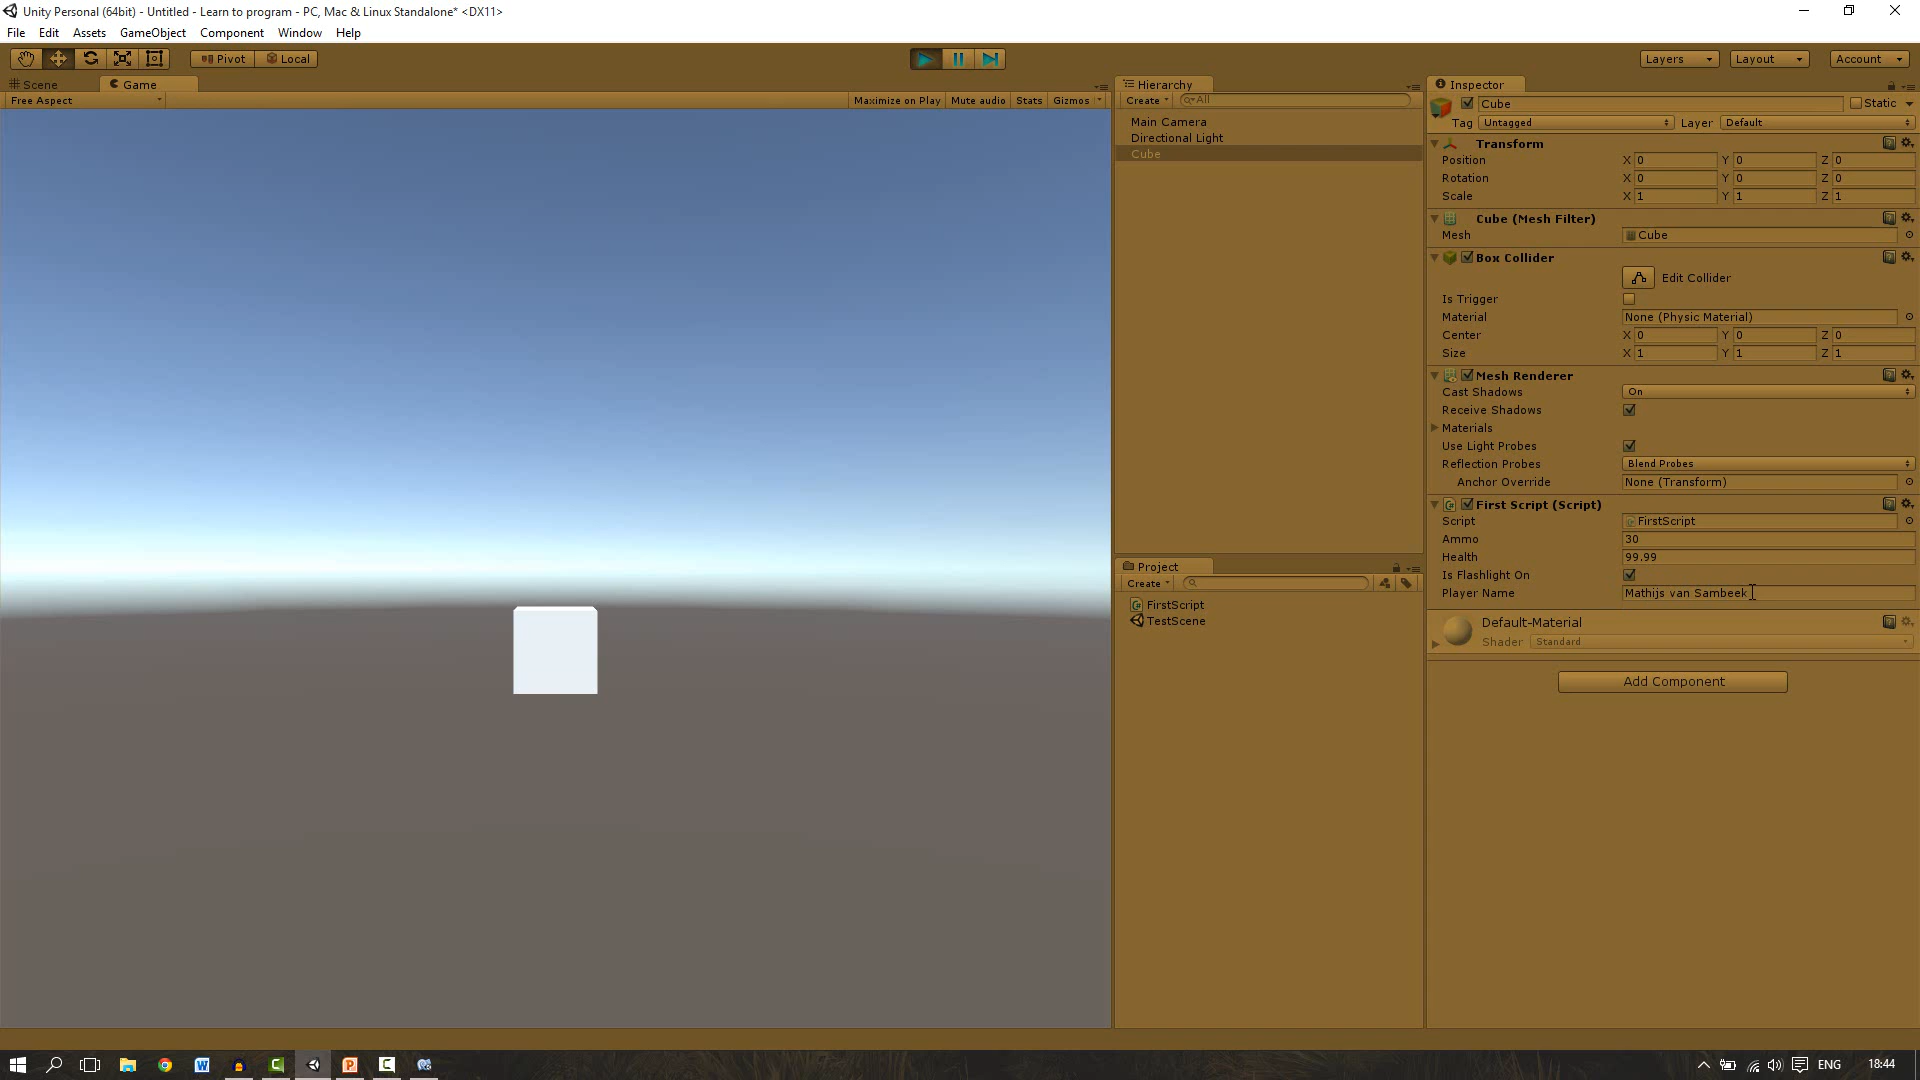 Unity Personal (64bit) - Untitled - Learn to program - PC, Mac & Linux Standalone* <DX11>
File Edit Assets GameObject Component Window Help
Pivot Local Layers Layout Account
Scene Game
Free Aspect Maximize on Play Mute audio Stats Gizmos
Hierarchy
Create All
Main Camera
Directional Light
Cube
Project
Create
FirstScript
TestScene
Inspector
Cube Static
Tag Untagged Layer Default
Transform
Position X 0 Y 0 Z 0
Rotation X 0 Y 0 Z 0
Scale X 1 Y 1 Z 1
Cube (Mesh Filter)
Mesh Cube
Box Collider
Edit Collider
Is Trigger
Material None (Physic Material)
Center X 0 Y 0 Z 0
Size X 1 Y 1 Z 1
Mesh Renderer
Cast Shadows On
Receive Shadows
Materials
Use Light Probes
Reflection Probes Blend Probes
Anchor Override None (Transform)
First Script (Script)
Script FirstScript
Ammo 30
Health 99.99
Is Flashlight On
Player Name Mathijs van Sambeek
Default-Material
Shader Standard
Add Component
ENG 18:44